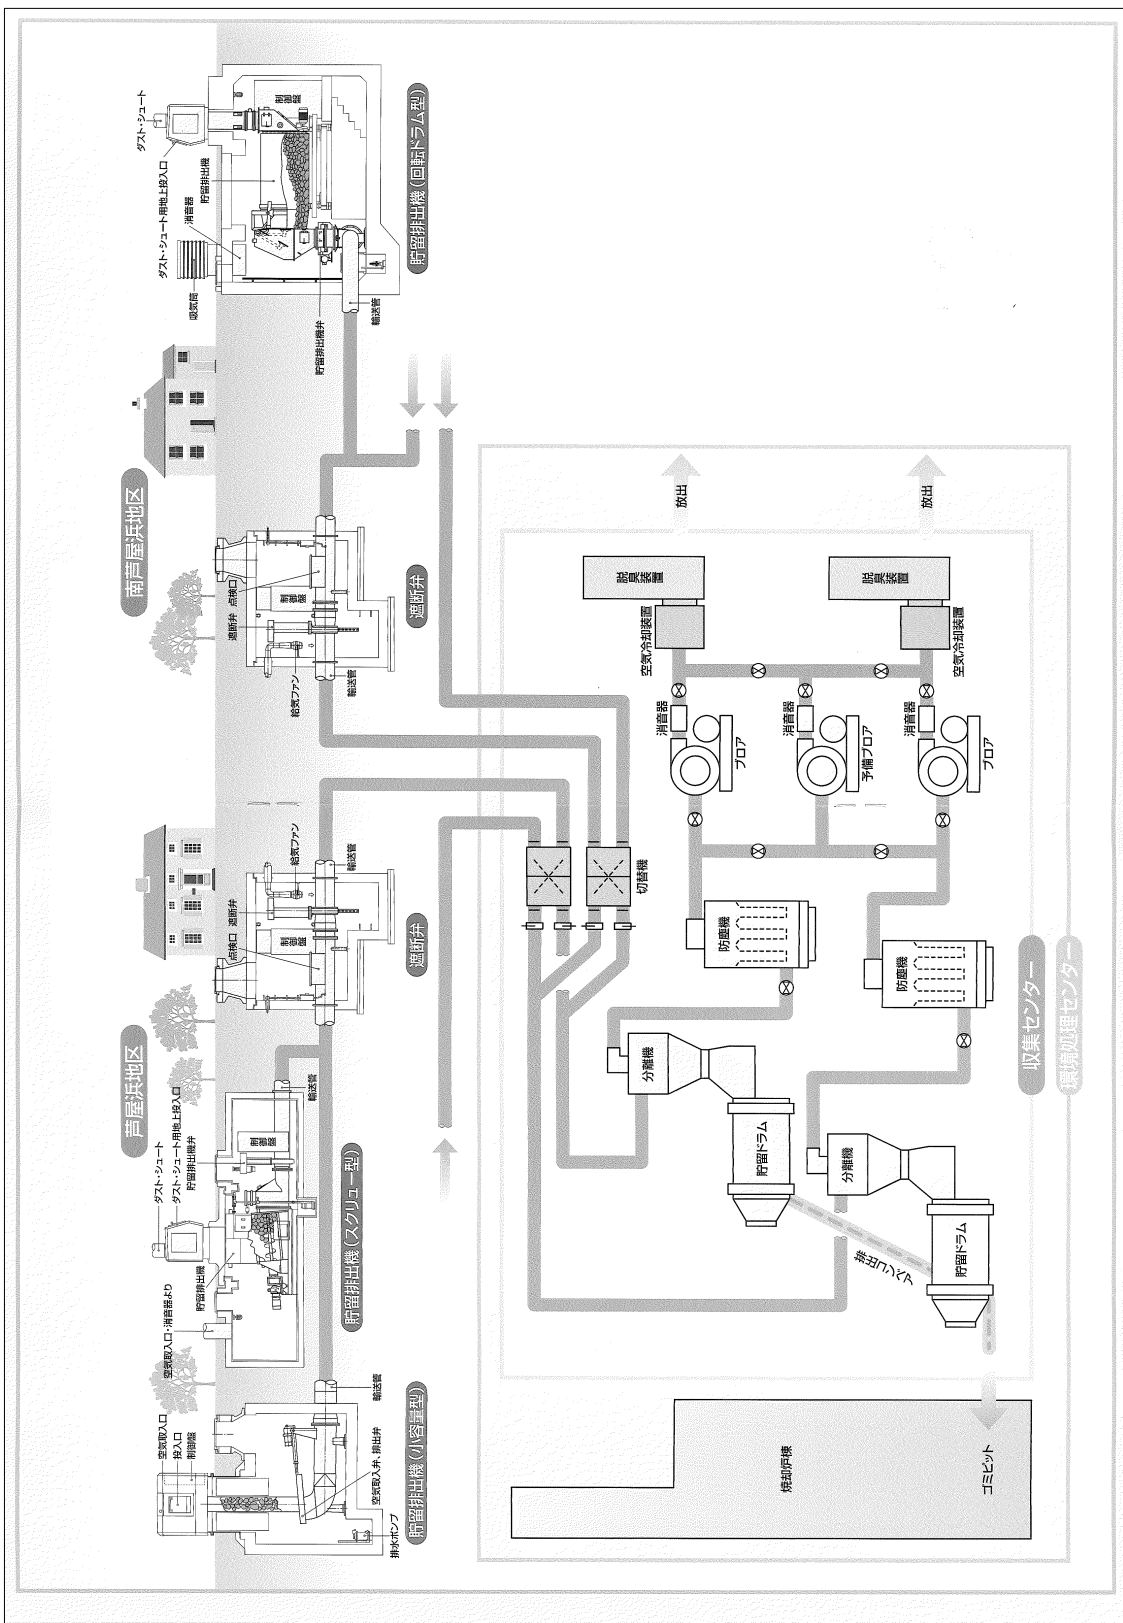 芦屋浜地区
南芦屋浜地区
空気取入口
投入口
制御盤
空気取入弁、排出弁
排水ポンプ
輸送管
貯留排出機(小容量型)
空気取入口・消音器より
貯留排出機
ダスト・シュート
ダスト・シュート用地上投入口
貯留排出機弁
制御盤
輸送管
貯留排出機(スクリュー型)
点検口
遮断弁
制御盤
給気ファン
輸送管
遮断弁
給気ファン
遮断弁
点検口
制御盤
輸送管
遮断弁
吸気筒
消音器
ダスト・シュート用地上投入口
貯留排出機
ダスト・シュート
制御盤
貯留排出機弁
輸送管
貯留排出機(回転ドラム型)
切替機
分離機
貯留ドラム
分離機
貯留ドラム
排出コンベア
防塵機
防塵機
消音器
ブロア
消音器
予備ブロア
消音器
ブロア
空気冷却装置
脱臭装置
放出
空気冷却装置
脱臭装置
放出
焼却炉棟
ゴミピット
収集センター
環境処理センター